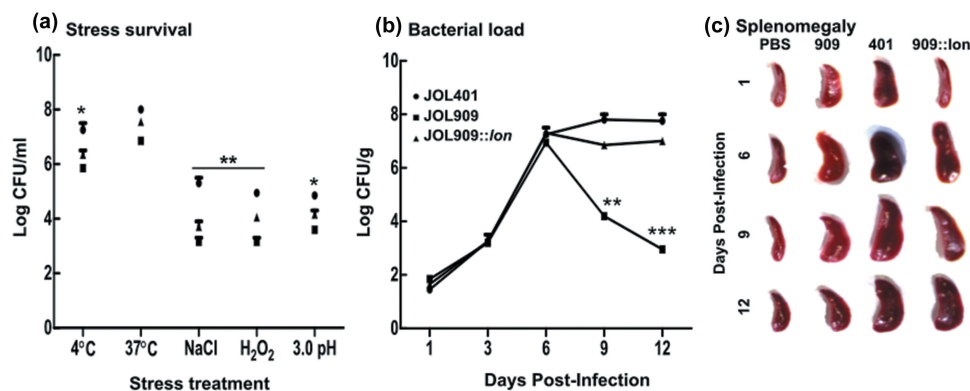 (a) Stress survival
Log CFU/ml
10
8
6
4
2
0
*
**
*
4°C 37°C NaCl H₂O₂ 3.0 pH
Stress treatment
(b) Bacterial load
Log CFU/g
10
8
6
4
2
0
JOL401
JOL909
JOL909::lon
**
***
1 3 6 9 12
Days Post-Infection
(c) Splenomegaly
PBS 909 401 909::lon
Days Post-Infection
1
6
9
12